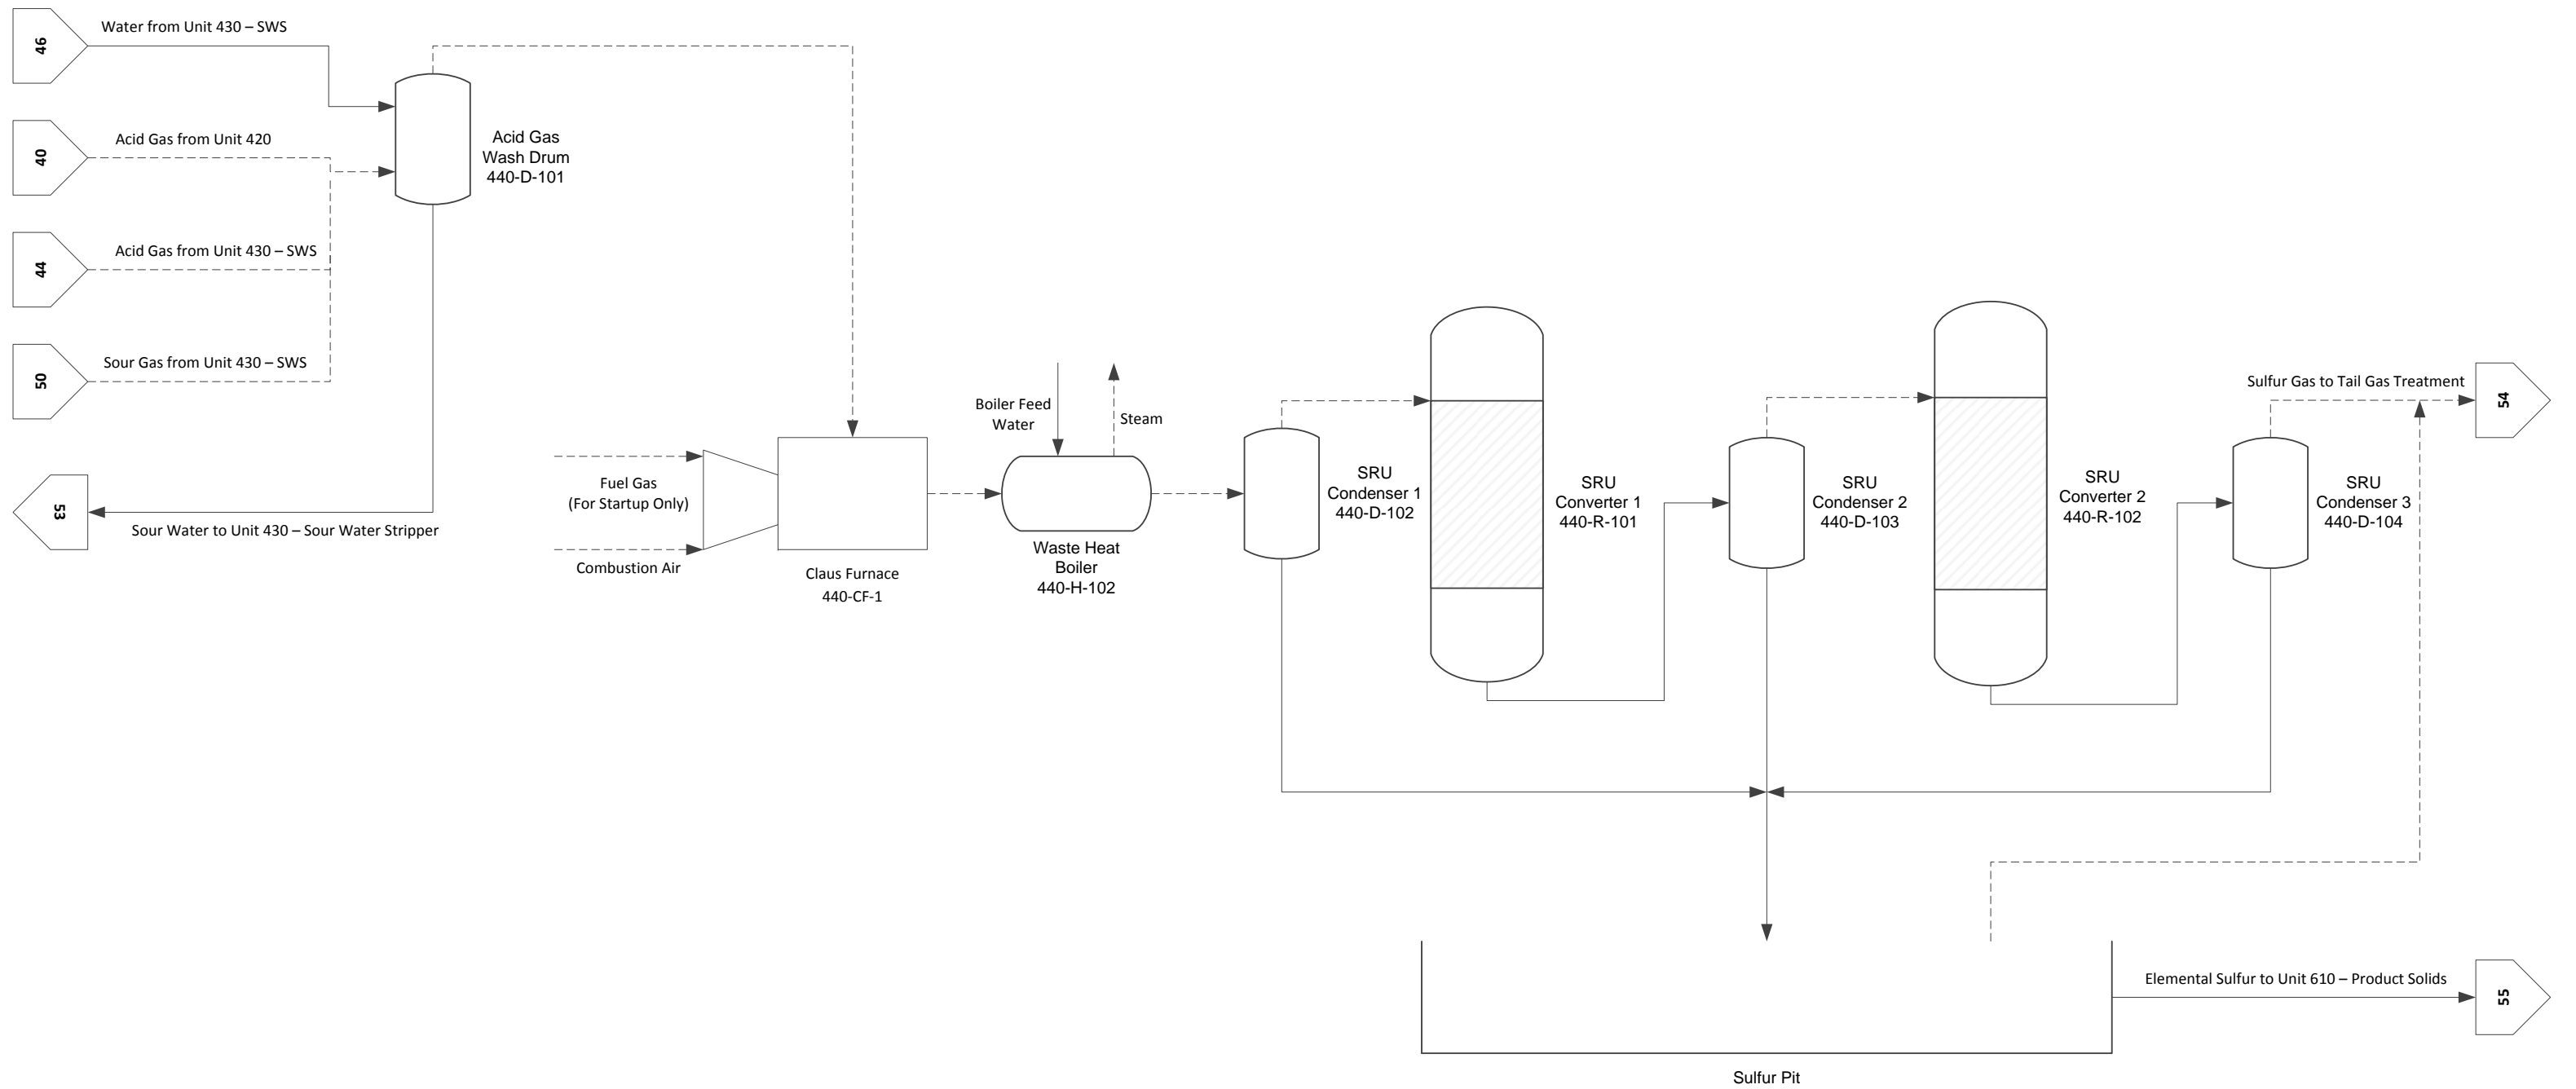 46
Water from Unit 430 – SWS
40
Acid Gas from Unit 420
44
Acid Gas from Unit 430 – SWS
50
Sour Gas from Unit 430 – SWS
53
Sour Water to Unit 430 – Sour Water Stripper
Acid Gas
Wash Drum
440-D-101
Fuel Gas
(For Startup Only)
Combustion Air
Claus Furnace
440-CF-1
Boiler Feed
Water
Steam
Waste Heat
Boiler
440-H-102
SRU
Condenser 1
440-D-102
SRU
Converter 1
440-R-101
SRU
Condenser 2
440-D-103
SRU
Converter 2
440-R-102
SRU
Condenser 3
440-D-104
Sulfur Gas to Tail Gas Treatment
54
Elemental Sulfur to Unit 610 – Product Solids
55
Sulfur Pit